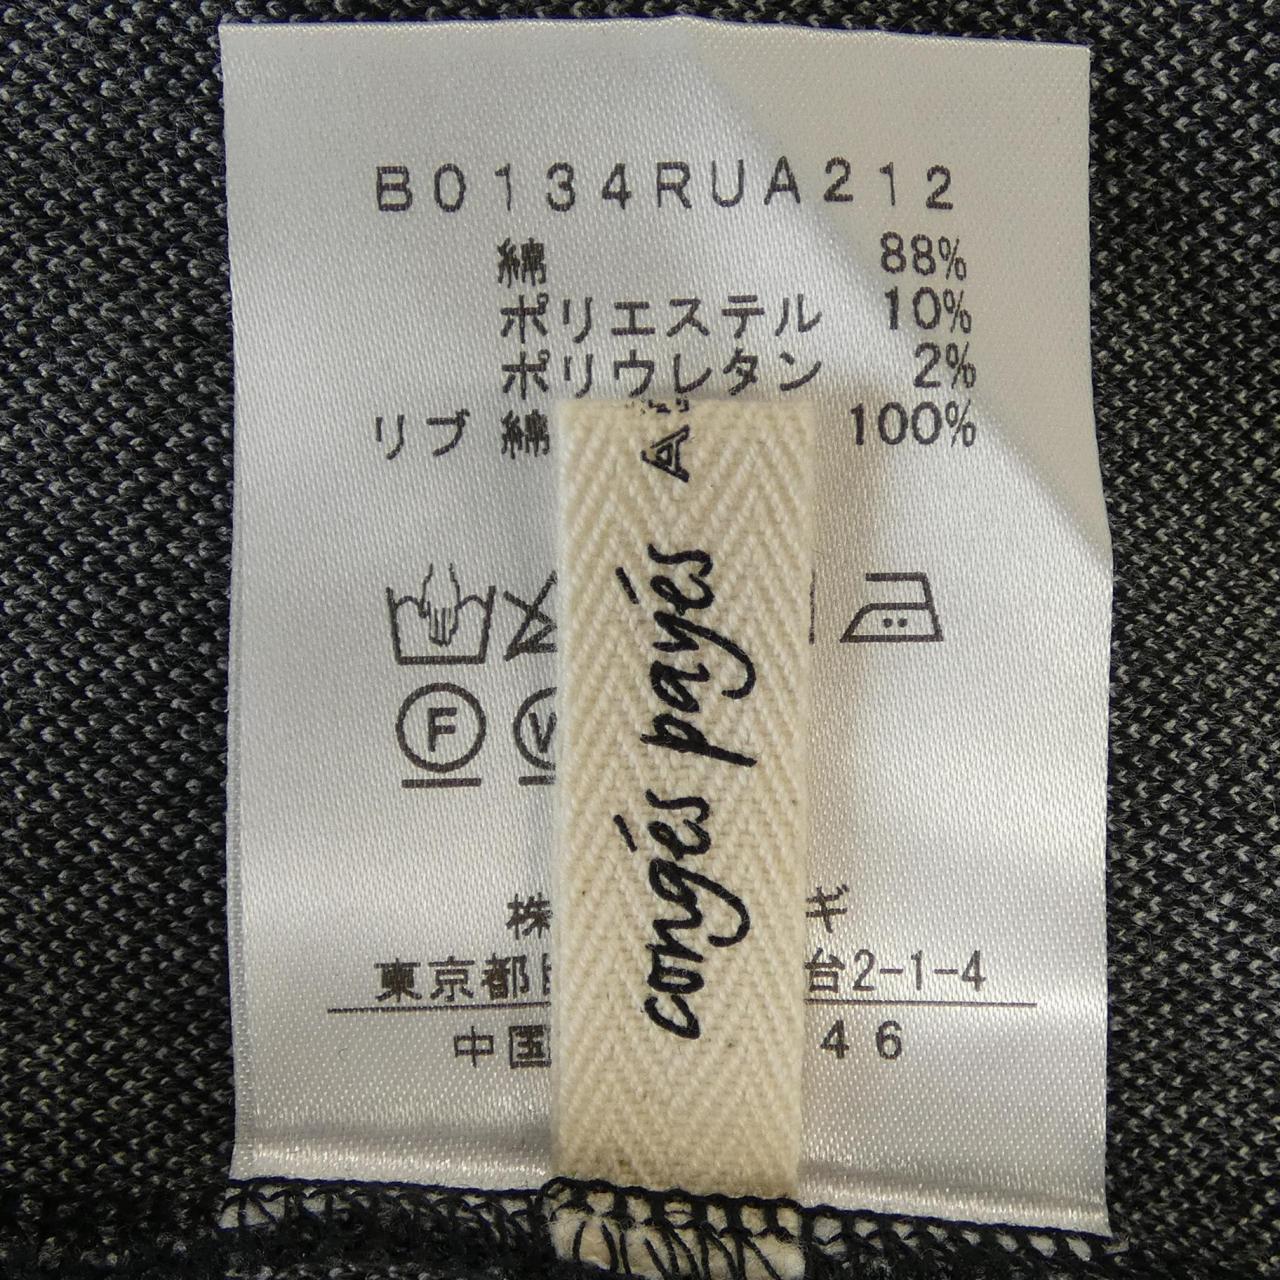 B0134RUA212
綿 88%
ポリエステル 10%
ポリウレタン 2%
リブ 綿 100%
F
congés payés A
株 ギ
東京都 台2-1-4
中国 46